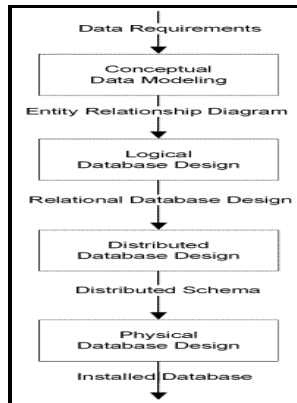 Data Requirements
Conceptual
Data Modeling
Entity Relationship Diagram
Logical
Database Design
Relational Database Design
Distributed
Database Design
Distributed Schema
Physical
Database Design
Installed Database